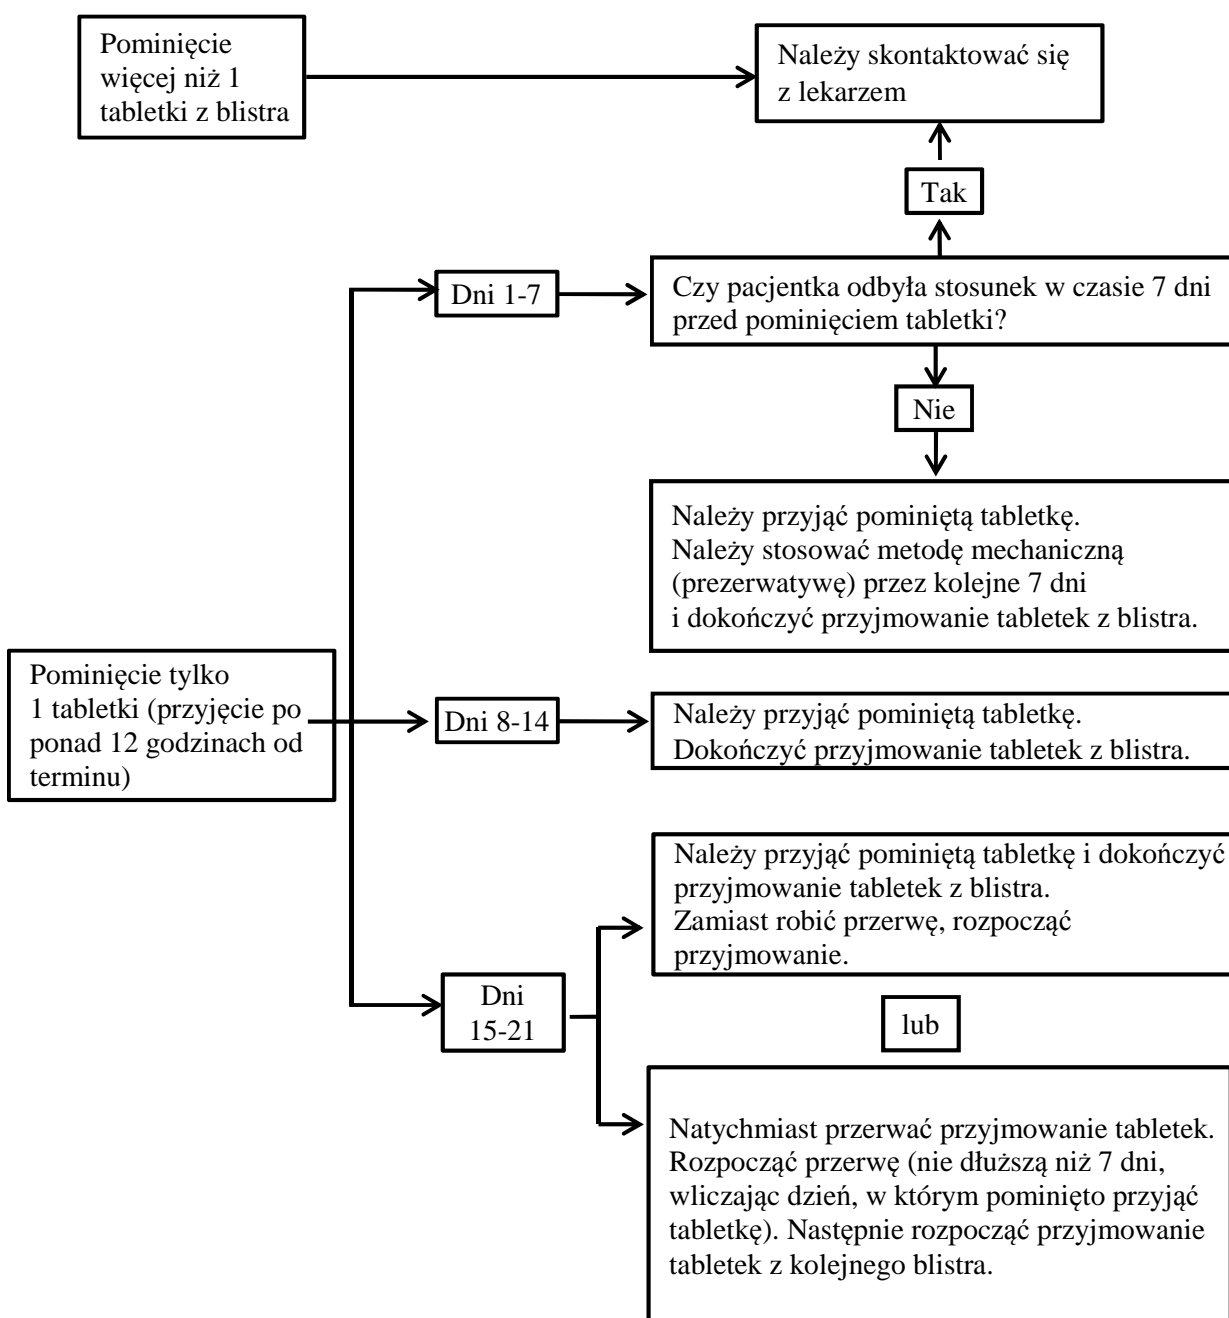 Pominięcie
więcej niż 1
tabletki z blistra
Należy skontaktować się
z lekarzem
Tak
Dni 1-7
Czy pacjentka odbyła stosunek w czasie 7 dni
przed pominięciem tabletki?
Nie
Należy przyjąć pominiętą tabletkę.
Należy stosować metodę mechaniczną
(prezerwatywę) przez kolejne 7 dni
i dokończyć przyjmowanie tabletek z blistra.
Pominięcie tylko
1 tabletki (przyjęcie po
ponad 12 godzinach od
terminu)
Dni 8-14
Należy przyjąć pominiętą tabletkę.
Dokończyć przyjmowanie tabletek z blistra.
Dni
15-21
Należy przyjąć pominiętą tabletkę i dokończyć
przyjmowanie tabletek z blistra.
Zamiast robić przerwę, rozpocząć
przyjmowanie.
lub
Natychmiast przerwać przyjmowanie tabletek.
Rozpocząć przerwę (nie dłuższą niż 7 dni,
wliczając dzień, w którym pominięto przyjąć
tabletkę). Następnie rozpocząć przyjmowanie
tabletek z kolejnego blistra.